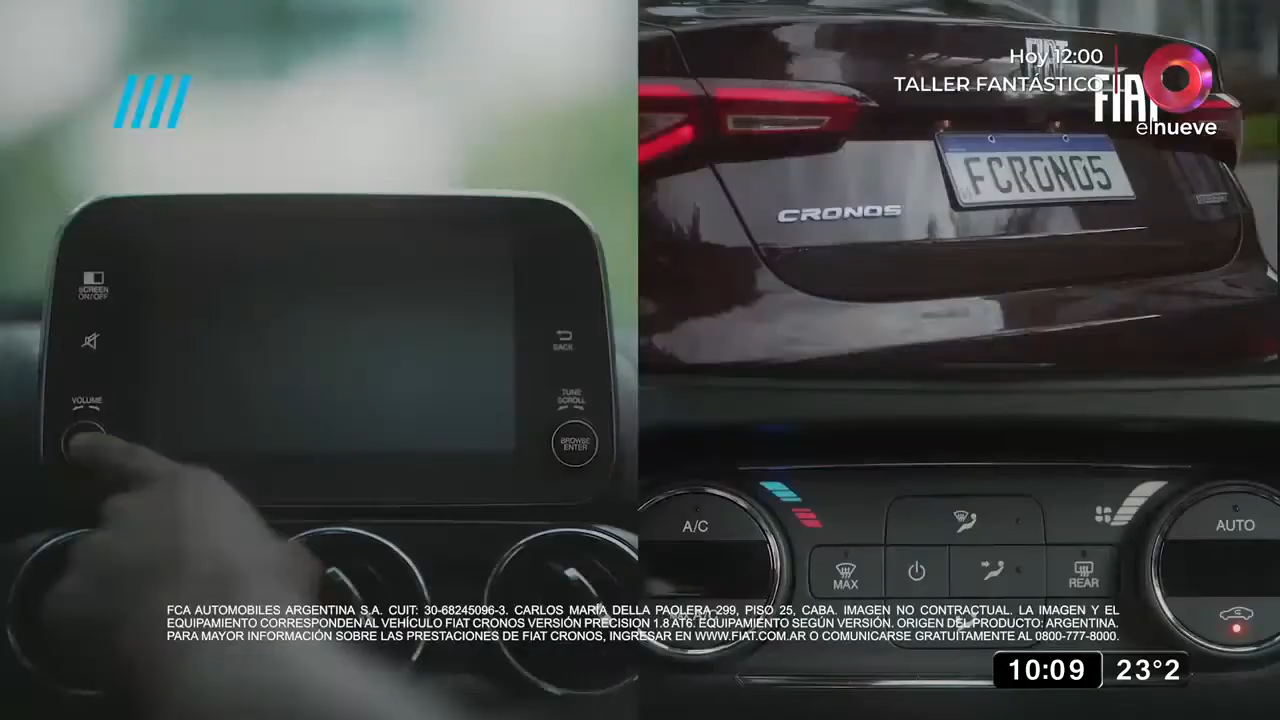 Hoy 12:00
TALLER FANTÁSTICO
FIAT
FIAT
elnueve
FCRONOS
CRONOS
SCREEN
ON/OFF
BACK
VOLUME
TUNE
SCROLL
BROWSE
ENTER
A/C
AUTO
MAX
REAR
FCA AUTOMOBILES ARGENTINA S.A. CUIT: 30-68245096-3. CARLOS MARÍA DELLA PAOLERA 299, PISO 25, CABA. IMAGEN NO CONTRACTUAL. LA IMAGEN Y EL
EQUIPAMIENTO CORRESPONDEN AL VEHÍCULO FIAT CRONOS VERSIÓN PRECISION 1.8 AT6. EQUIPAMIENTO SEGÚN VERSIÓN. ORIGEN DEL PRODUCTO: ARGENTINA.
PARA MAYOR INFORMACIÓN SOBRE LAS PRESTACIONES DE FIAT CRONOS, INGRESAR EN WWW.FIAT.COM.AR O COMUNICARSE GRATUITAMENTE AL 0800-777-8000.
10:09 23°2